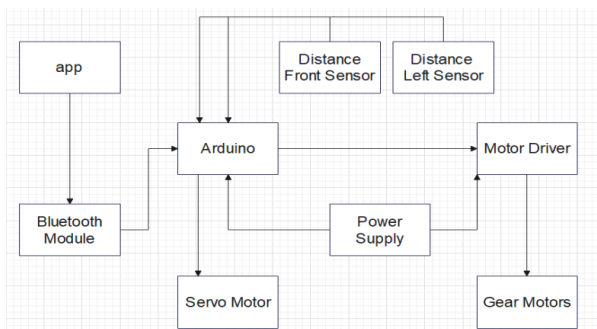 app
Distance
Front Sensor
Distance
Left Sensor
Arduino
Motor Driver
Bluetooth
Module
Power
Supply
Servo Motor
Gear Motors